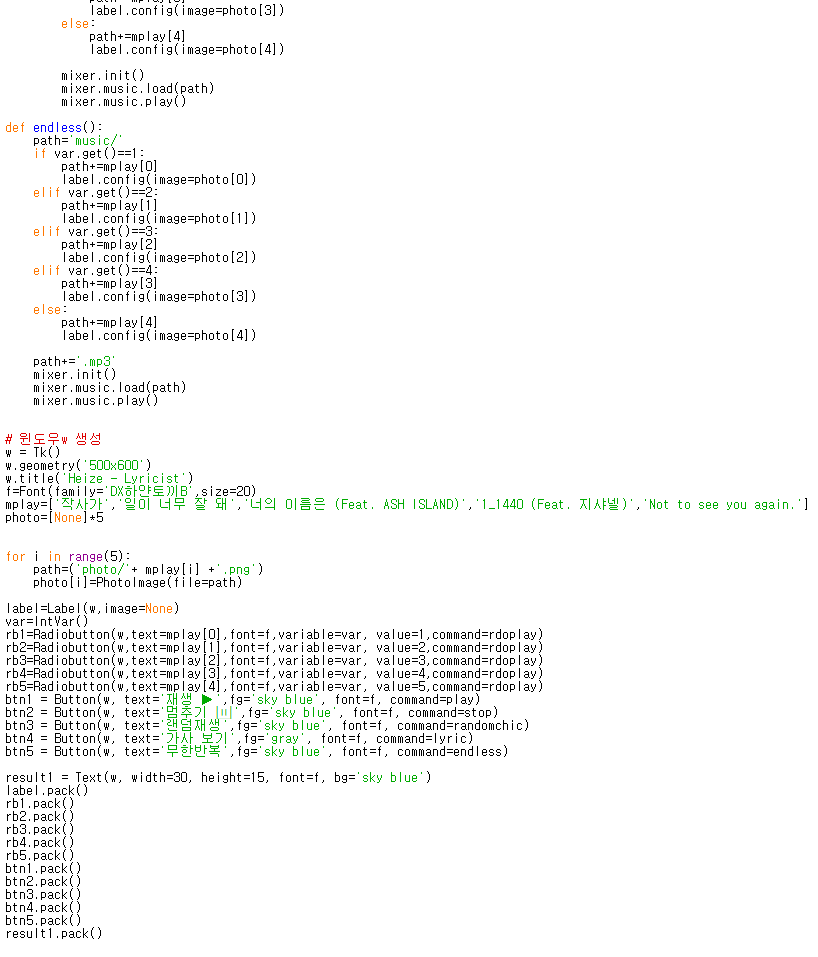 label.config(image=photo[3])
else:
path+=mplay[4]
label.config(image=photo[4])
mixer.init()
mixer.music.load(path)
mixer.music.play()
def endless():
path='music/'
if var.get()==1:
path+=mplay[0]
label.config(image=photo[0])
elif var.get()==2:
path+=mplay[1]
label.config(image=photo[1])
elif var.get()==3:
path+=mplay[2]
label.config(image=photo[2])
elif var.get()==4:
path+=mplay[3]
label.config(image=photo[3])
else:
path+=mplay[4]
label.config(image=photo[4])
path+='.mp3'
mixer.init()
mixer.music.load(path)
mixer.music.play()
# 윈도우w 생성
w = Tk()
w.geometry('500x600')
w.title('Heize - Lyricist')
f=Font(family='DX하얀토끼B',size=20)
mplay=['작사가','일이 너무 잘 돼','너의 이름은 (Feat. ASH ISLAND)','1_1440 (Feat. 지샤넬)','Not to see you again.']
photo=[None]*5
for i in range(5):
path=('photo/'+ mplay[i] +'.png')
photo[i]=PhotoImage(file=path)
label=Label(w,image=None)
var=IntVar()
rb1=Radiobutton(w,text=mplay[0],font=f,variable=var, value=1,command=rdoplay)
rb2=Radiobutton(w,text=mplay[1],font=f,variable=var, value=2,command=rdoplay)
rb3=Radiobutton(w,text=mplay[2],font=f,variable=var, value=3,command=rdoplay)
rb4=Radiobutton(w,text=mplay[3],font=f,variable=var, value=4,command=rdoplay)
rb5=Radiobutton(w,text=mplay[4],font=f,variable=var, value=5,command=rdoplay)
btn1 = Button(w, text='재생 ▶',fg='sky blue', font=f, command=play)
btn2 = Button(w, text='멈추기 ⏸',fg='sky blue', font=f, command=stop)
btn3 = Button(w, text='랜덤재생',fg='sky blue', font=f, command=randomchic)
btn4 = Button(w, text='가사 보기',fg='gray', font=f, command=lyric)
btn5 = Button(w, text='무한반복',fg='sky blue', font=f, command=endless)
result1 = Text(w, width=30, height=15, font=f, bg='sky blue')
label.pack()
rb1.pack()
rb2.pack()
rb3.pack()
rb4.pack()
rb5.pack()
btn1.pack()
btn2.pack()
btn3.pack()
btn4.pack()
btn5.pack()
result1.pack()